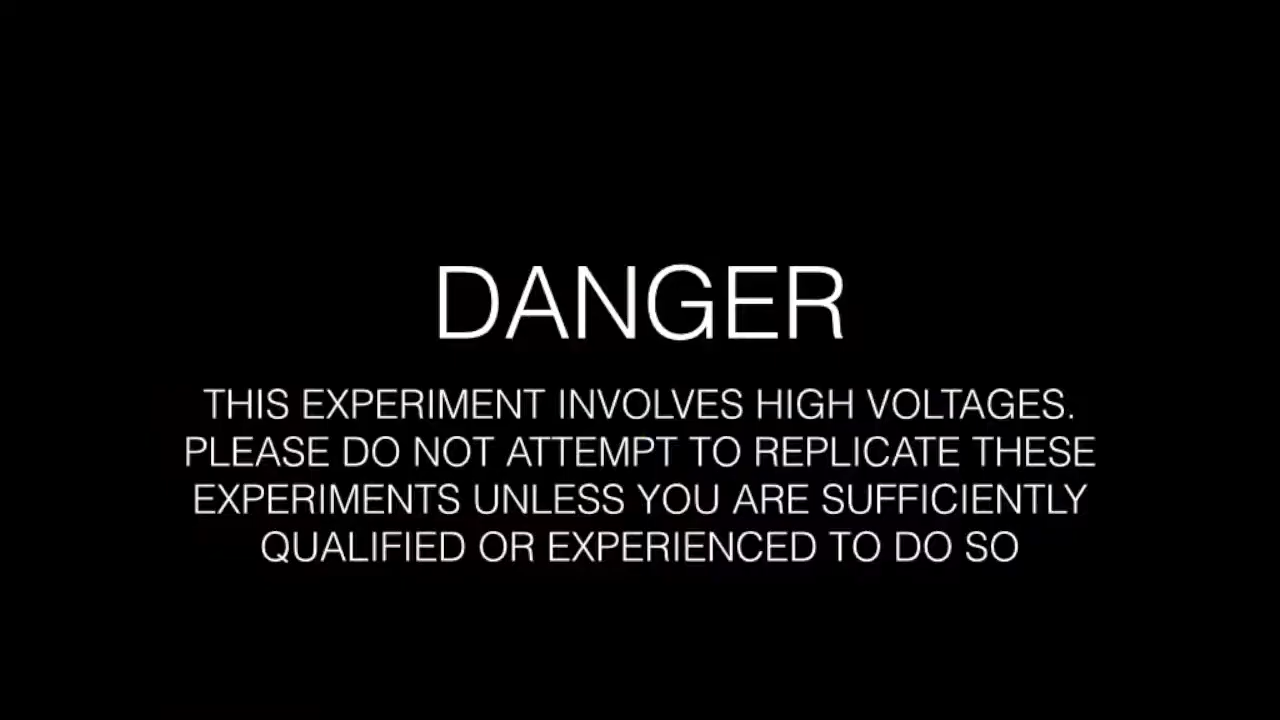 DANGER
THIS EXPERIMENT INVOLVES HIGH VOLTAGES.
PLEASE DO NOT ATTEMPT TO REPLICATE THESE
EXPERIMENTS UNLESS YOU ARE SUFFICIENTLY
QUALIFIED OR EXPERIENCED TO DO SO